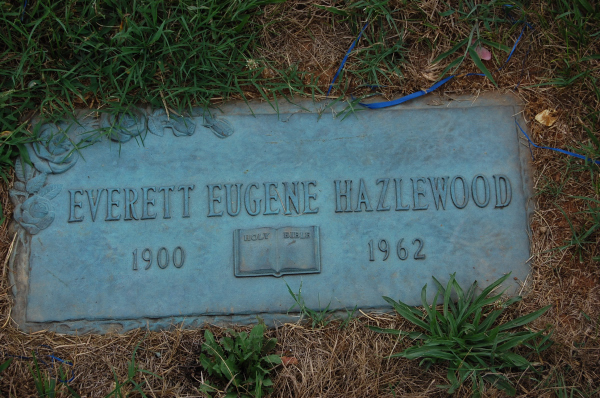 EVERETT EUGENE HAZLEWOOD
1900 HOLY BIBLE 1962